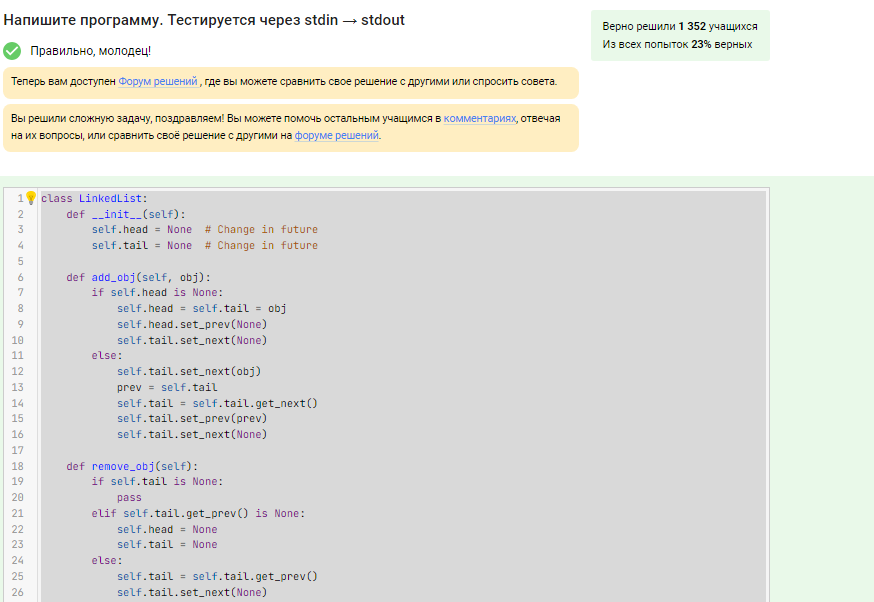 Напишите программу. Тестируется через stdin → stdout
Верно решили 1 352 учащихся
Из всех попыток 23% верных
Правильно, молодец!
Теперь вам доступен Форум решений , где вы можете сравнить свое решение с другими или спросить совета.
Вы решили сложную задачу, поздравляем! Вы можете помочь остальным учащимся в комментариях, отвечая
на их вопросы, или сравнить своё решение с другими на форуме решений.
1 class LinkedList:
2     def __init__(self):
3         self.head = None  # Change in future
4         self.tail = None  # Change in future
5
6     def add_obj(self, obj):
7         if self.head is None:
8             self.head = self.tail = obj
9             self.head.set_prev(None)
10             self.tail.set_next(None)
11         else:
12             self.tail.set_next(obj)
13             prev = self.tail
14             self.tail = self.tail.get_next()
15             self.tail.set_prev(prev)
16             self.tail.set_next(None)
17
18     def remove_obj(self):
19         if self.tail is None:
20             pass
21         elif self.tail.get_prev() is None:
22             self.head = None
23             self.tail = None
24         else:
25             self.tail = self.tail.get_prev()
26             self.tail.set_next(None)